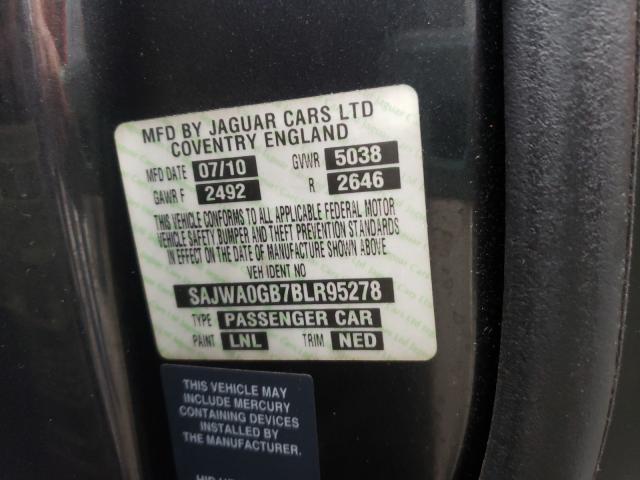 MFD BY JAGUAR CARS LTD
COVENTRY ENGLAND
MFD DATE 07/10 GVWR 5038
GAWR F 2492 R 2646
THIS VEHICLE CONFORMS TO ALL APPLICABLE FEDERAL MOTOR
VEHICLE SAFETY BUMPER AND THEFT PREVENTION STANDARDS
IN EFFECT ON THE DATE OF MANUFACTURE SHOWN ABOVE
VEH IDENT NO
SAJWA0GB7BLR95278
TYPE PASSENGER CAR
PAINT LNL TRIM NED
THIS VEHICLE MAY
INCLUDE MERCURY
CONTAINING DEVICES
INSTALLED BY
THE MANUFACTURER.